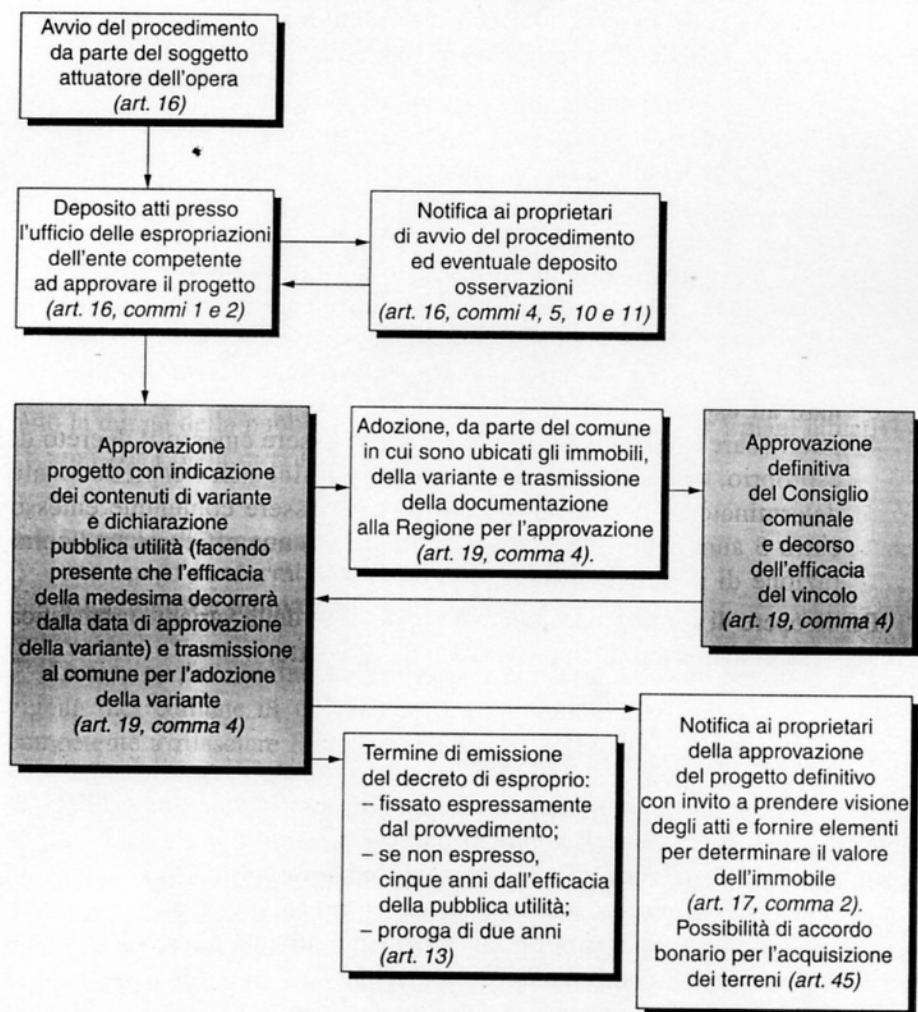 Avvio del procedimento
da parte del soggetto
attuatore dell'opera
(art. 16)
Deposito atti presso
l'ufficio delle espropriazioni
dell'ente competente
ad approvare il progetto
(art. 16, commi 1 e 2)
Notifica ai proprietari
di avvio del procedimento
ed eventuale deposito
osservazioni
(art. 16, commi 4, 5, 10 e 11)
Approvazione
progetto con indicazione
dei contenuti di variante
e dichiarazione
pubblica utilità (facendo
presente che l'efficacia
della medesima decorrerà
dalla data di approvazione
della variante) e trasmissione
al comune per l'adozione
della variante
(art. 19, comma 4)
Adozione, da parte del comune
in cui sono ubicati gli immobili,
della variante e trasmissione
della documentazione
alla Regione per l'approvazione
(art. 19, comma 4).
Approvazione
definitiva
del Consiglio
comunale
e decorso
dell'efficacia
del vincolo
(art. 19, comma 4)
Termine di emissione
del decreto di esproprio:
– fissato espressamente
dal provvedimento;
– se non espresso,
cinque anni dall'efficacia
della pubblica utilità;
– proroga di due anni
(art. 13)
Notifica ai proprietari
della approvazione
del progetto definitivo
con invito a prendere visione
degli atti e fornire elementi
per determinare il valore
dell'immobile
(art. 17, comma 2).
Possibilità di accordo
bonario per l'acquisizione
dei terreni (art. 45)